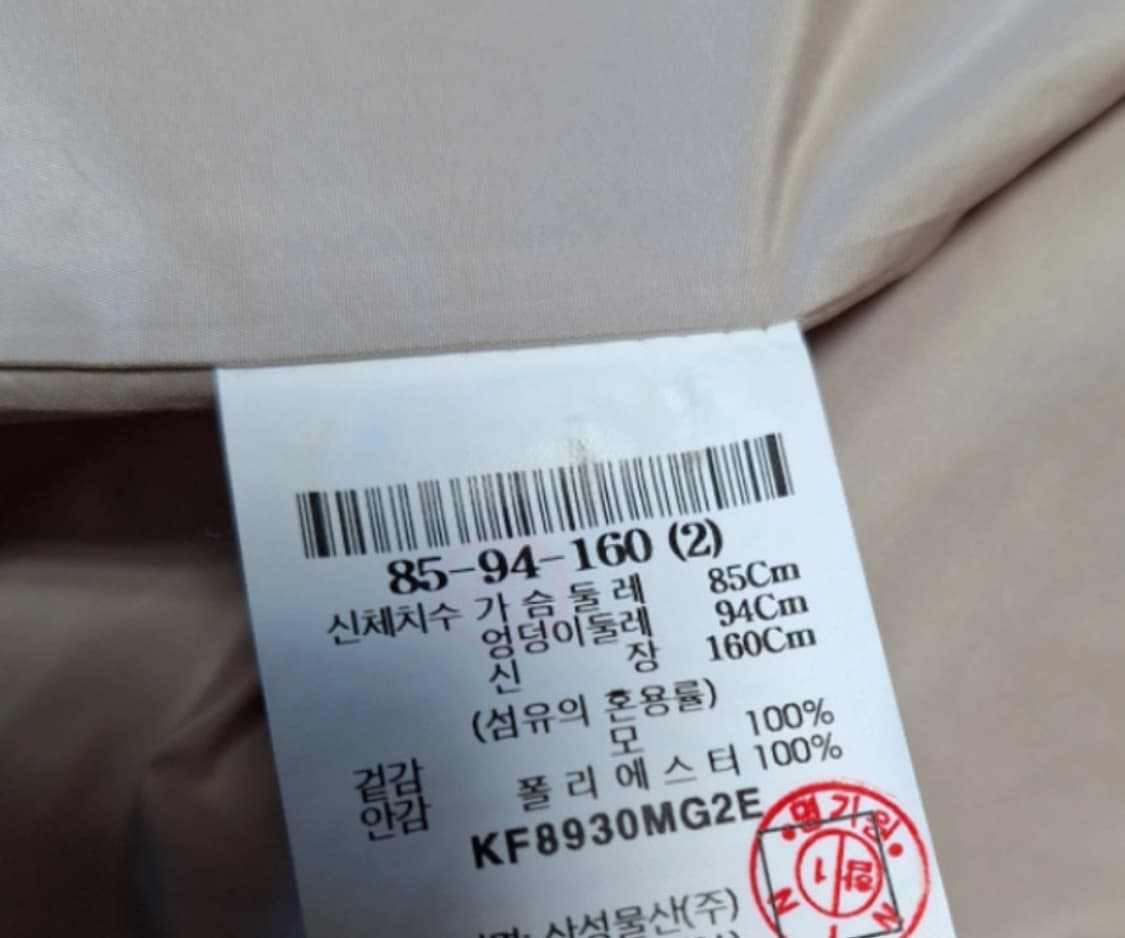 85-94-160 (2)
신체치수 가슴둘레 85Cm
엉덩이둘레 94Cm
신 장 160Cm
(섬유의 혼용률)
겉감 모 100%
안감 폴리에스터 100%
KF8930MG2E
삼성물산(주)